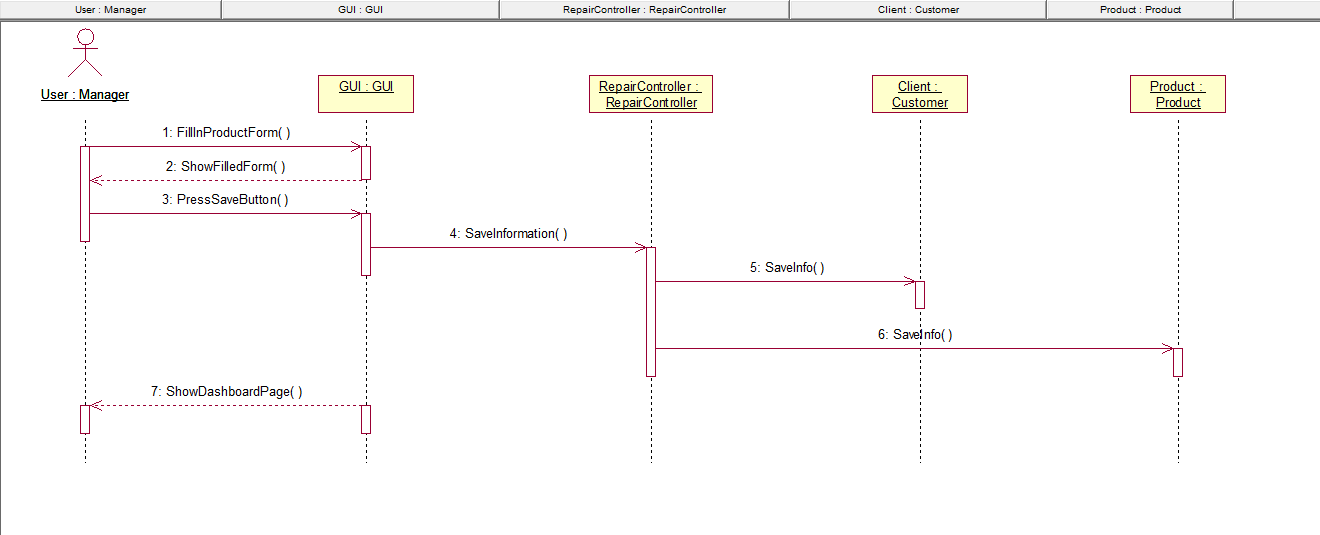 User : Manager
GUI : GUI
RepairController : RepairController
Client : Customer
Product : Product
User : Manager
GUI : GUI
RepairController :
RepairController
Client :
Customer
Product :
Product
1: FillInProductForm( )
2: ShowFilledForm( )
3: PressSaveButton( )
4: SaveInformation( )
5: SaveInfo( )
6: SaveInfo( )
7: ShowDashboardPage( )